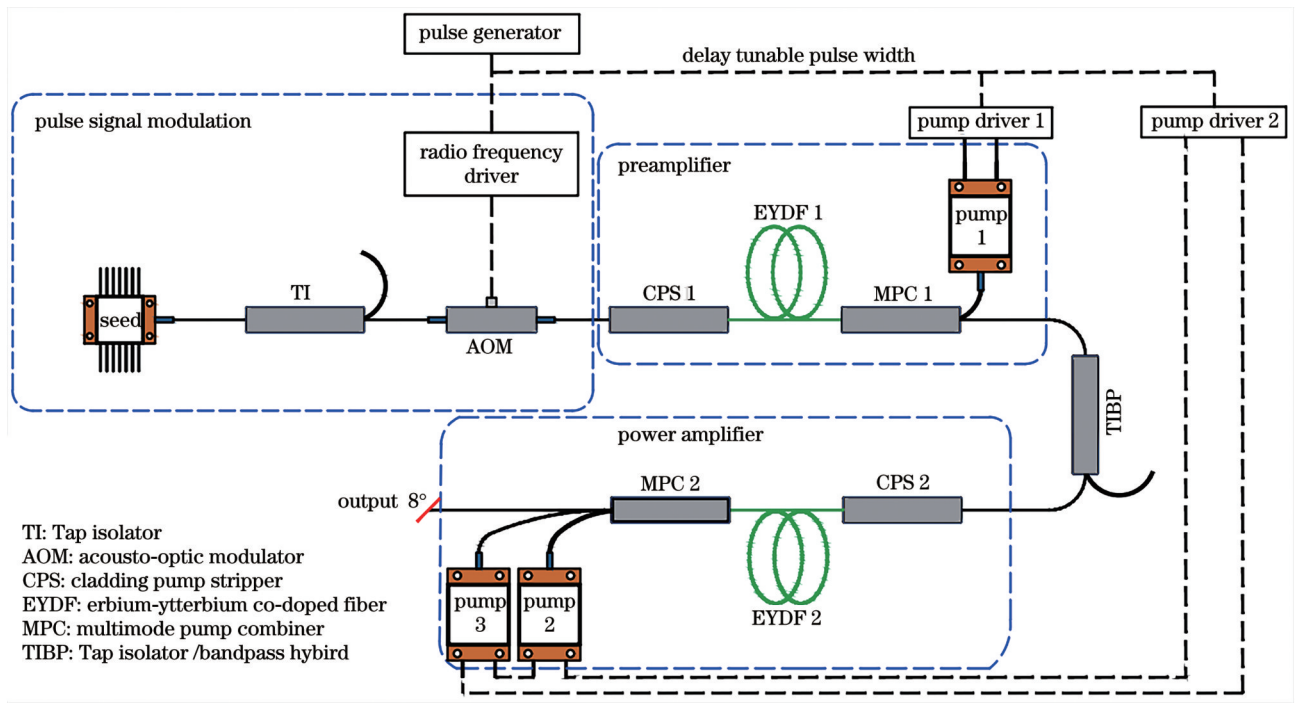 pulse generator
delay tunable pulse width
pulse signal modulation
pump driver 1
pump driver 2
radio frequency
driver
preamplifier
EYDF 1
pump
1
seed
TI
AOM
CPS 1
MPC 1
TIBP
power amplifier
output 8°
MPC 2
CPS 2
EYDF 2
pump
3
pump
2
TI: Tap isolator
AOM: acousto-optic modulator
CPS: cladding pump stripper
EYDF: erbium-ytterbium co-doped fiber
MPC: multimode pump combiner
TIBP: Tap isolator /bandpass hybird